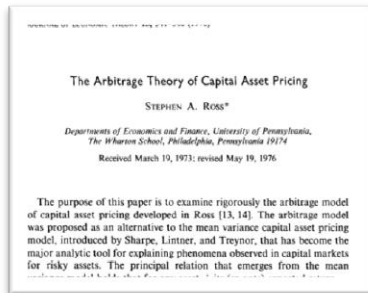 The Arbitrage Theory of Capital Asset Pricing
STEPHEN A. ROSS*
Departments of Economics and Finance, University of Pennsylvania,
The Wharton School, Philadelphia, Pennsylvania 19174
Received March 19, 1973; revised May 19, 1976
The purpose of this paper is to examine rigorously the arbitrage model
of capital asset pricing developed in Ross [13, 14]. The arbitrage model
was proposed as an alternative to the mean variance capital asset pricing
model, introduced by Sharpe, Lintner, and Treynor, that has become the
major analytic tool for explaining phenomena observed in capital markets
for risky assets. The principal relation that emerges from the mean